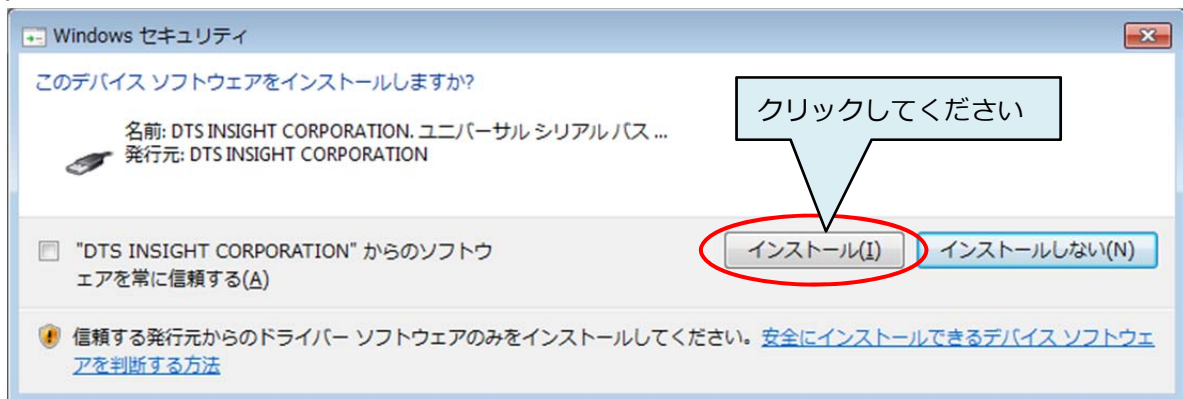 Windows セキュリティ
このデバイス ソフトウェアをインストールしますか?
クリックしてください
名前: DTS INSIGHT CORPORATION. ユニバーサル シリアル バス ...
発行元: DTS INSIGHT CORPORATION
"DTS INSIGHT CORPORATION" からのソフトウ
ェアを常に信頼する(A)
インストール(I)
インストールしない(N)
信頼する発行元からのドライバー ソフトウェアのみをインストールしてください。安全にインストールできるデバイス ソフトウェ
アを判断する方法